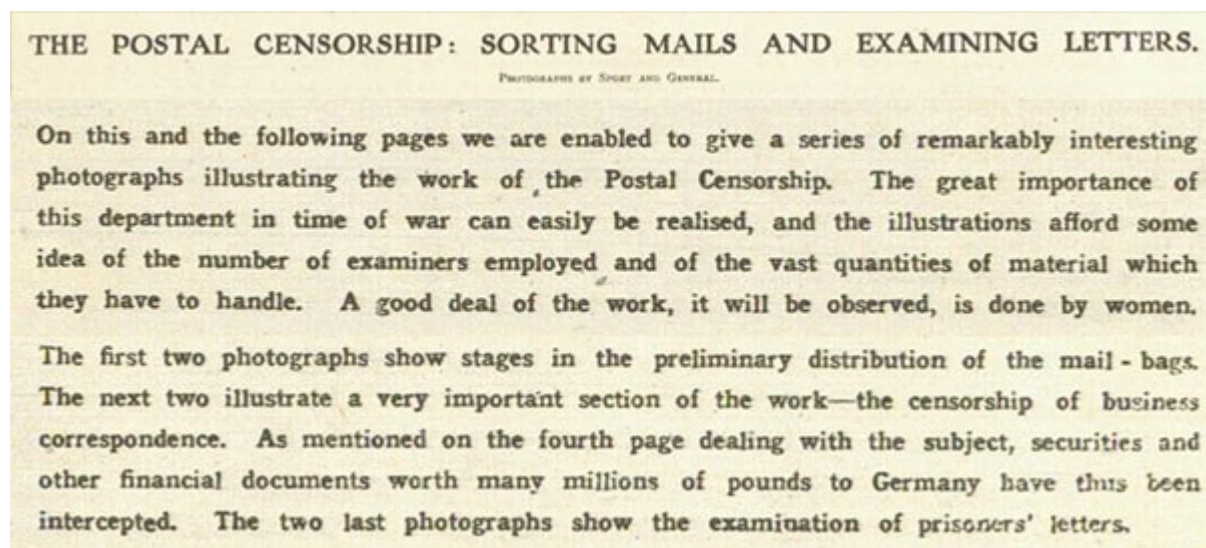 THE POSTAL CENSORSHIP: SORTING MAILS AND EXAMINING LETTERS.
PHOTOGRAPHS BY SPORT AND GENERAL.
On this and the following pages we are enabled to give a series of remarkably interesting
photographs illustrating the work of the Postal Censorship. The great importance of
this department in time of war can easily be realised, and the illustrations afford some
idea of the number of examiners employed and of the vast quantities of material which
they have to handle. A good deal of the work, it will be observed, is done by women.
The first two photographs show stages in the preliminary distribution of the mail-bags.
The next two illustrate a very important section of the work—the censorship of business
correspondence. As mentioned on the fourth page dealing with the subject, securities and
other financial documents worth many millions of pounds to Germany have thus been
intercepted. The two last photographs show the examination of prisoners' letters.